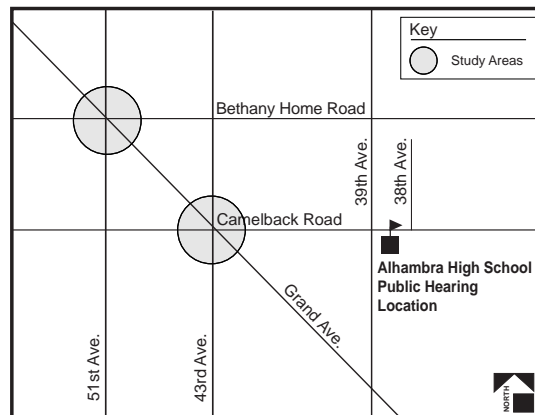 Key
Study Areas
Bethany Home Road
39th Ave.
38th Ave.
Camelback Road
Alhambra High School
Public Hearing
Location
Grand Ave.
51st Ave.
43rd Ave.
NORTH